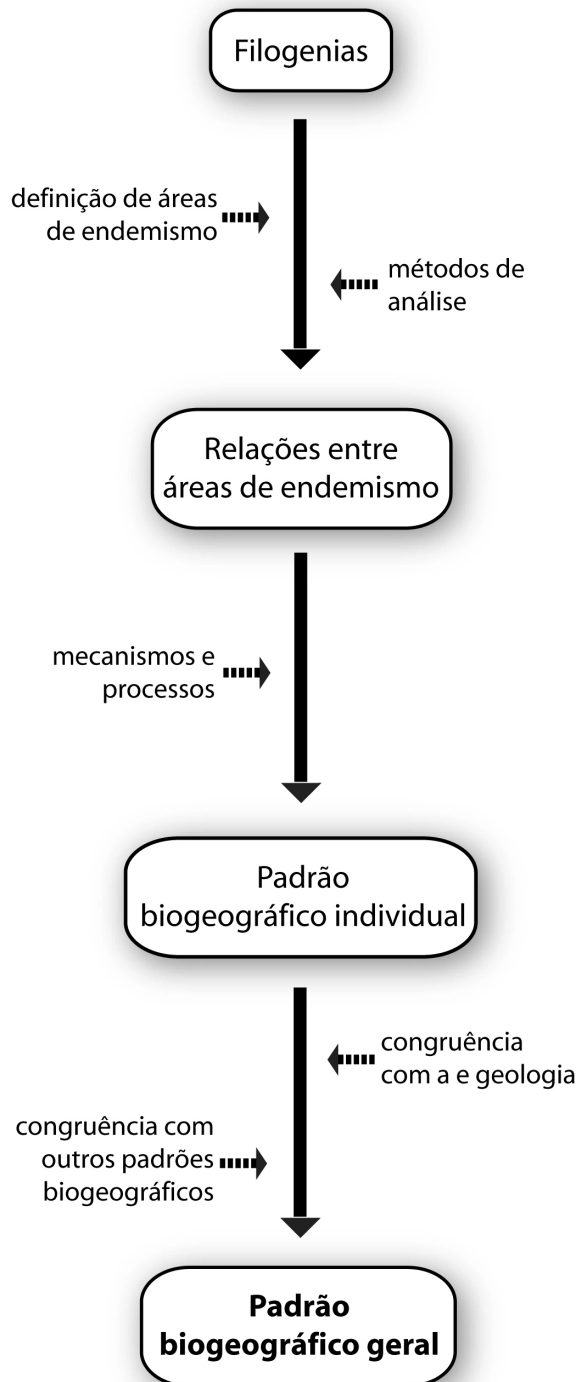 Filogenias
definição de áreas
de endemismo
métodos de
análise
Relações entre
áreas de endemismo
mecanismos e
processos
Padrão
biogeográfico individual
congruência
com a e geologia
congruência com
outros padrões
biogeográficos
Padrão
biogeográfico geral